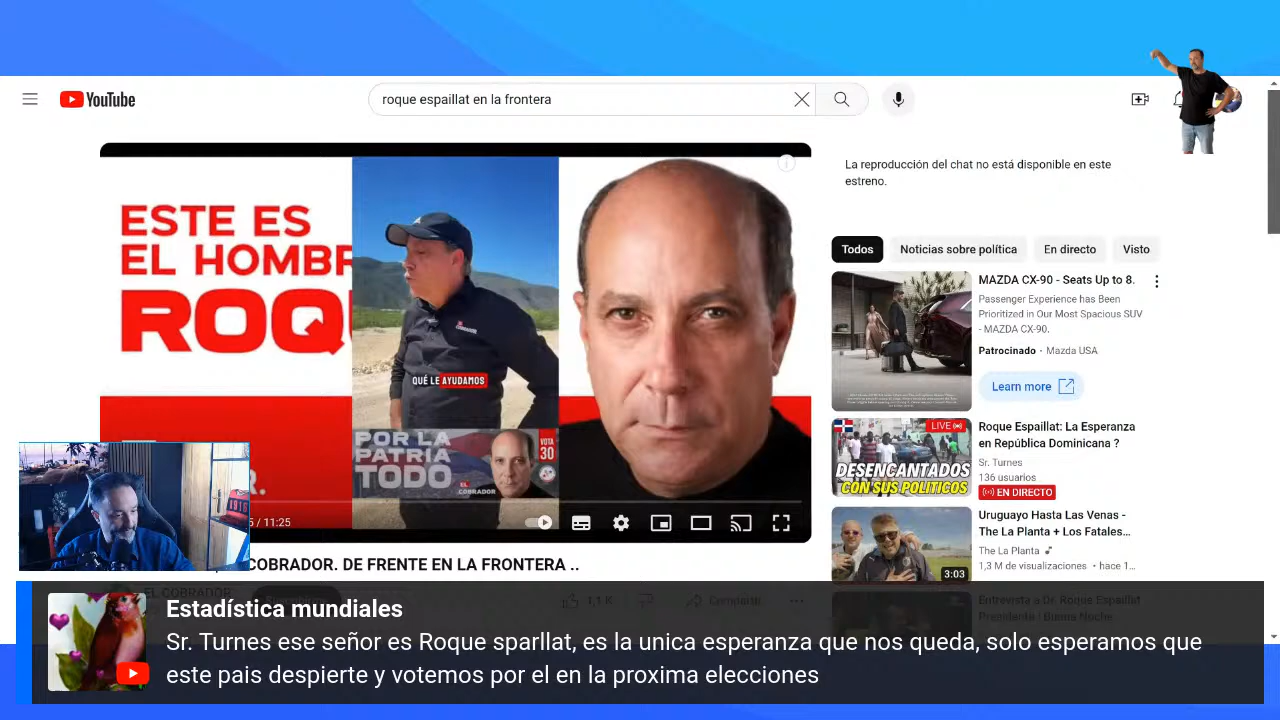 YouTube
roque espaillat en la frontera
ESTE ES
EL HOMBR
ROQ
QUÉ LE AYUDAMOS
POR LA
PATRIA
TODO
EL COBRADOR
VOTA
30
/ 11:25
COBRADOR. DE FRENTE EN LA FRONTERA ..
EL COBRADOR
1,1 K
Compartir
La reproducción del chat no está disponible en este
estreno.
Todos
Noticias sobre política
En directo
Visto
MAZDA CX-90 - Seats Up to 8.
Passenger Experience has Been
Prioritized in Our Most Spacious SUV
- MAZDA CX-90.
Patrocinado · Mazda USA
Learn more
LIVE
DESENCANTADOS
CON SUS POLITICOS
Roque Espaillat: La Esperanza
en República Dominicana ?
Sr. Turnes
136 usuarios
EN DIRECTO
3:03
Uruguayo Hasta Las Venas -
The La Planta + Los Fatales...
The La Planta
1,3 M de visualizaciones · hace 1...
Entrevista a Dr. Roque Espaillat
Presidente | Buena Noche
Estadística mundiales
Sr. Turnes ese señor es Roque sparllat, es la unica esperanza que nos queda, solo esperamos que
este pais despierte y votemos por el en la proxima elecciones